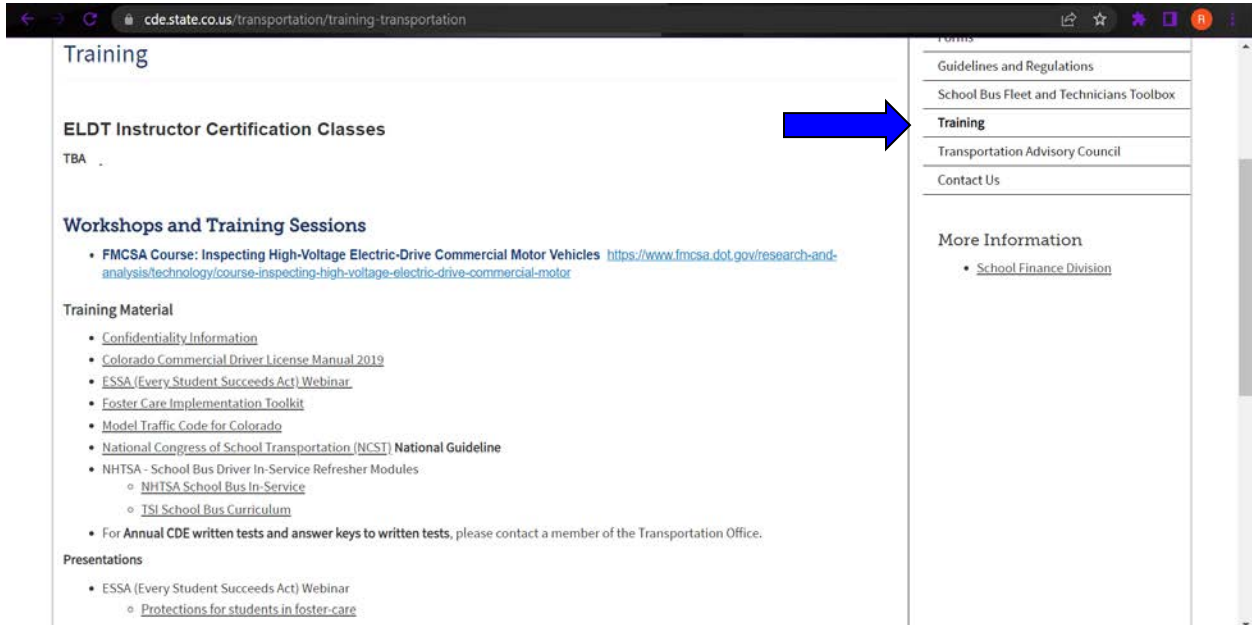 cde.state.co.us/transportation/training-transportation
R
Training
ELDT Instructor Certification Classes
TBA .
Workshops and Training Sessions
• FMCSA Course: Inspecting High-Voltage Electric-Drive Commercial Motor Vehicles https://www.fmcsa.dot.gov/research-and-
analysis/technology/course-inspecting-high-voltage-electric-drive-commercial-motor
Training Material
• Confidentiality Information
• Colorado Commercial Driver License Manual 2019
• ESSA (Every Student Succeeds Act) Webinar
• Foster Care Implementation Toolkit
• Model Traffic Code for Colorado
• National Congress of School Transportation (NCST) National Guideline
• NHTSA - School Bus Driver In-Service Refresher Modules
◦ NHTSA School Bus In-Service
◦ TSI School Bus Curriculum
• For Annual CDE written tests and answer keys to written tests, please contact a member of the Transportation Office.
Presentations
• ESSA (Every Student Succeeds Act) Webinar
◦ Protections for students in foster-care
Forms
Guidelines and Regulations
School Bus Fleet and Technicians Toolbox
Training
Transportation Advisory Council
Contact Us
More Information
• School Finance Division